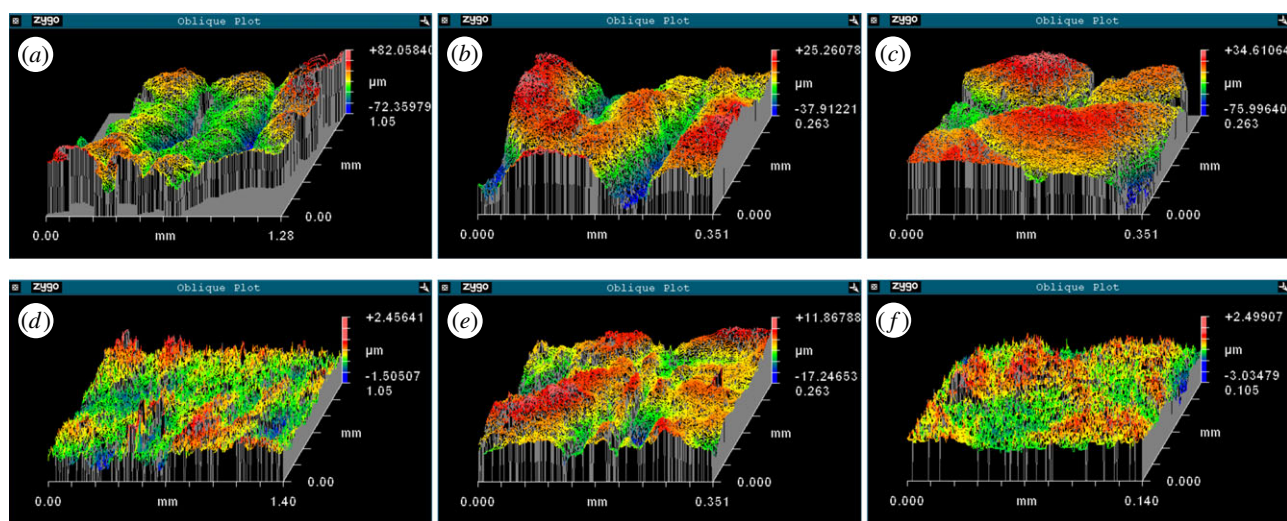 zygo Oblique Plot
(a)
+82.05840
µm
-72.35979
1.05
mm
0.00
0.00 mm 1.28
zygo Oblique Plot
(b)
+25.26078
µm
-37.91221
0.263
mm
0.000
0.000 mm 0.351
zygo Oblique Plot
(c)
+34.61064
µm
-75.99640
0.263
mm
0.000
0.000 mm 0.351
zygo Oblique Plot
(d)
+2.45641
µm
-1.50507
1.05
mm
0.00
0.00 mm 1.40
zygo Oblique Plot
(e)
+11.86788
µm
-17.24653
0.263
mm
0.000
0.000 mm 0.351
zygo Oblique Plot
(f)
+2.49907
µm
-3.03479
0.105
mm
0.000
0.000 mm 0.140